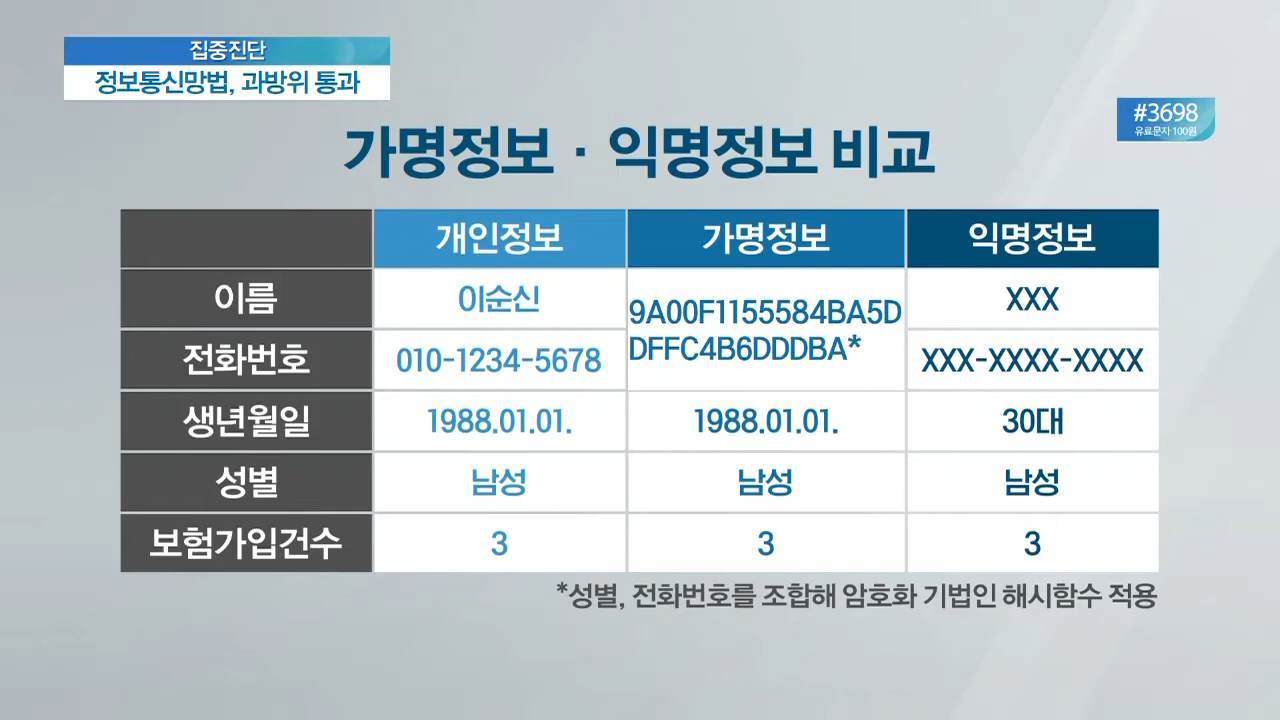 집중진단
정보통신망법, 과방위 통과
#3698
유료문자 100원
가명정보 · 익명정보 비교
개인정보 가명정보 익명정보
이름 이순신 9A00F1155584BA5D XXX
DFFC4B6DDDBA*
전화번호 010-1234-5678 XXX-XXXX-XXXX
생년월일 1988.01.01. 1988.01.01. 30대
성별 남성 남성 남성
보험가입건수 3 3 3
*성별, 전화번호를 조합해 암호화 기법인 해시함수 적용